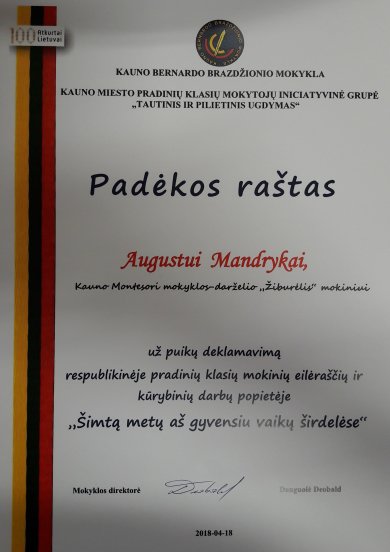 100 Atkurtai
Lietuvai
KAUNO BERNARDO BRAZDŽIONIO MOKYKLA
KAUNO MIESTO PRADINIŲ KLASIŲ MOKYTOJŲ INICIATYVINĖ GRUPĖ
„TAUTINIS IR PILIETINIS UGDYMAS“
Padėkos raštas
Augustui Mandrykai,
Kauno Montesori mokyklos-darželio „Žiburėlis“ mokiniui
už puikų deklamavimą
respublikinėje pradinių klasių mokinių eilėraščių ir
kūrybinių darbų popietėje
„Šimtą metų aš gyvensiu vaikų širdelėse“
Mokyklos direktorė Daugoolė Deobald
2018-04-18